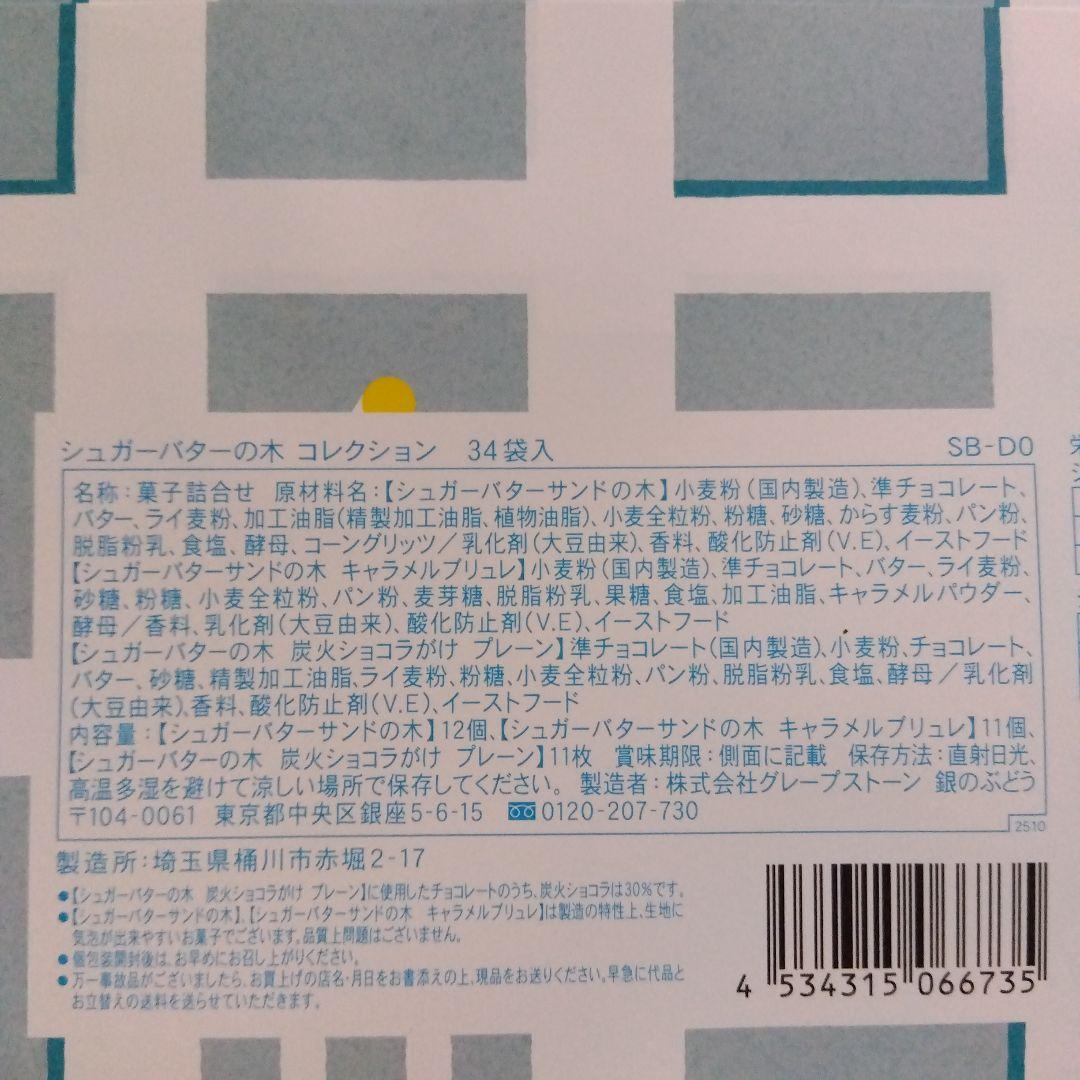 シュガーバターの木 コレクション　34袋入　SB-D0
名称：菓子詰合せ　原材料名：【シュガーバターサンドの木】小麦粉（国内製造）、準チョコレート、
バター、ライ麦粉、加工油脂（精製加工油脂、植物油脂）、小麦全粒粉、粉糖、砂糖、からす麦粉、パン粉、
脱脂粉乳、食塩、酵母、コーングリッツ／乳化剤（大豆由来）、香料、酸化防止剤（V.E）、イーストフード
【シュガーバターサンドの木　キャラメルブリュレ】小麦粉（国内製造）、準チョコレート、バター、ライ麦粉、
砂糖、粉糖、小麦全粒粉、パン粉、麦芽糖、脱脂粉乳、果糖、食塩、加工油脂、キャラメルパウダー、
酵母／香料、乳化剤（大豆由来）、酸化防止剤（V.E）、イーストフード
【シュガーバターの木　炭火ショコラがけ　プレーン】準チョコレート（国内製造）、小麦粉、チョコレート、
バター、砂糖、精製加工油脂、ライ麦粉、粉糖、小麦全粒粉、パン粉、脱脂粉乳、食塩、酵母／乳化剤
（大豆由来）、香料、酸化防止剤（V.E）、イーストフード
内容量：【シュガーバターサンドの木】12個、【シュガーバターサンドの木　キャラメルブリュレ】11個、
【シュガーバターの木　炭火ショコラがけ　プレーン】11枚　賞味期限：側面に記載　保存方法：直射日光、
高温多湿を避けて涼しい場所で保存してください。　製造者：株式会社グレープストーン　銀のぶどう
〒104-0061　東京都中央区銀座5-6-15　0120-207-730
2510
製造所：埼玉県桶川市赤堀2-17
●【シュガーバターの木　炭火ショコラがけ　プレーン】に使用したチョコレートのうち、炭火ショコラは30％です。
●【シュガーバターサンドの木】、【シュガーバターサンドの木　キャラメルブリュレ】は製造の特性上、生地に
気泡が出来やすいお菓子でございます。品質上問題はございません。
●個包装開封後は、お早めにお召し上がりください。
●万一事故品がございましたら、お買上げの店名・月日をお書添えの上、現品をお送りください。早急に代品と
お立替えの送料を送らせていただきます。
4 534315 066735